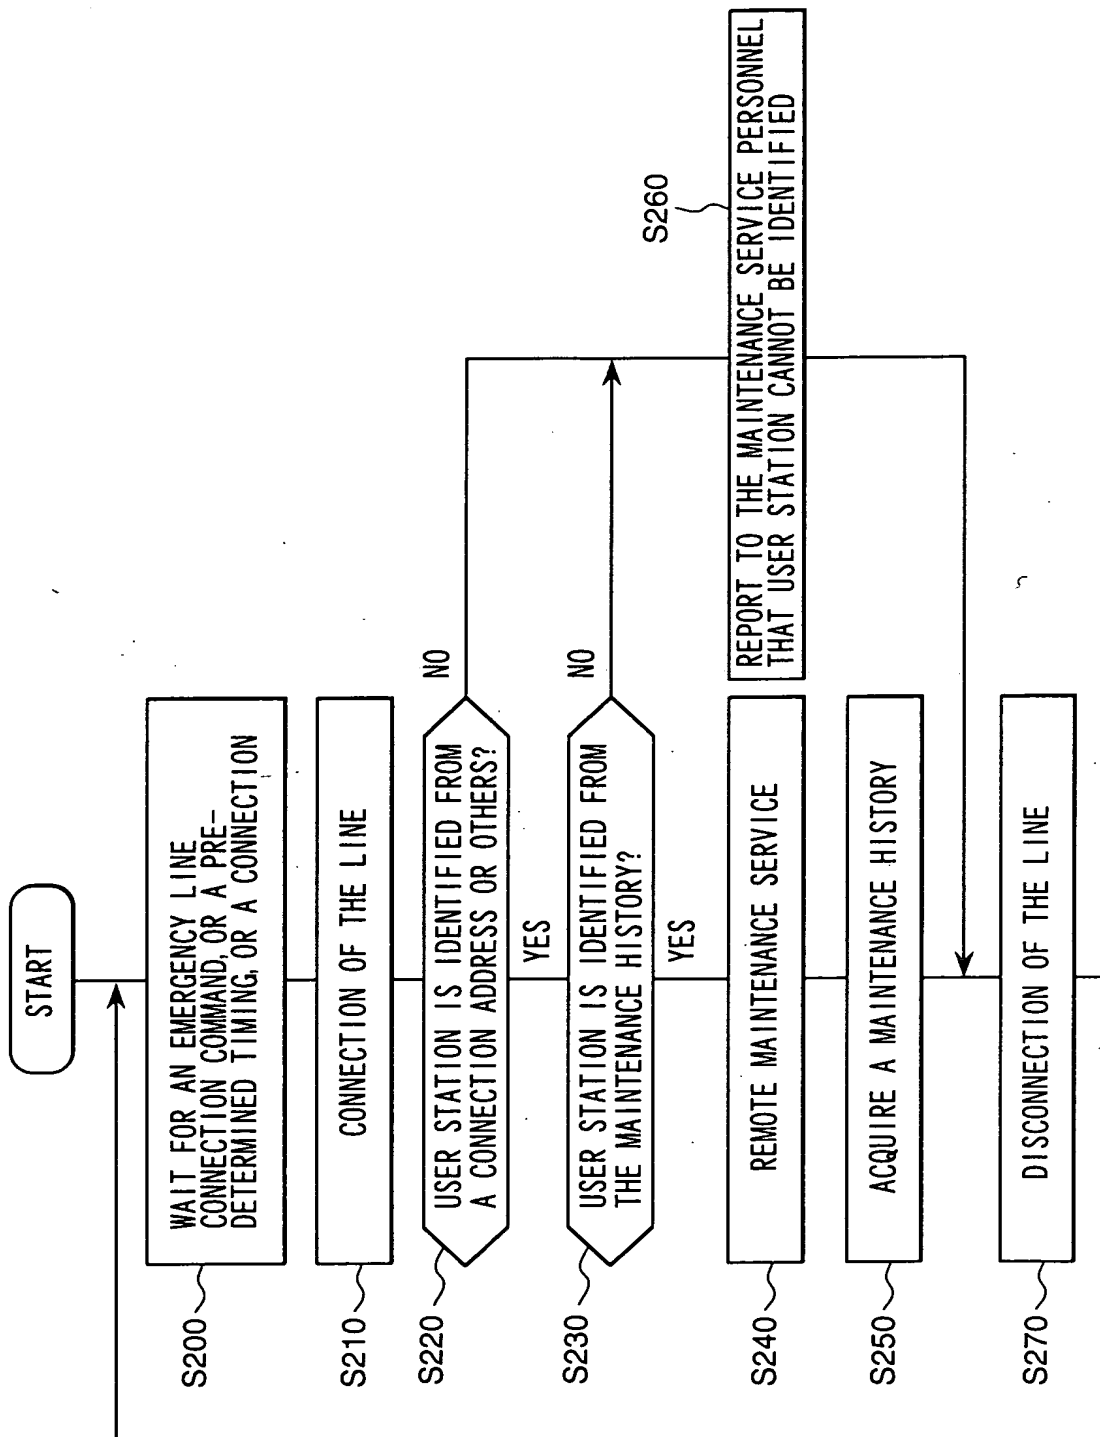 START
S200
WAIT FOR AN EMERGENCY LINE
CONNECTION COMMAND, OR A PRE-
DETERMINED TIMING, OR A CONNECTION
S210
CONNECTION OF THE LINE
S220
USER STATION IS IDENTIFIED FROM
A CONNECTION ADDRESS OR OTHERS?
NO
YES
S230
USER STATION IS IDENTIFIED FROM
THE MAINTENANCE HISTORY?
NO
YES
S240
REMOTE MAINTENANCE SERVICE
S260
REPORT TO THE MAINTENANCE SERVICE PERSONNEL
THAT USER STATION CANNOT BE IDENTIFIED
S250
ACQUIRE A MAINTENANCE HISTORY
S270
DISCONNECTION OF THE LINE